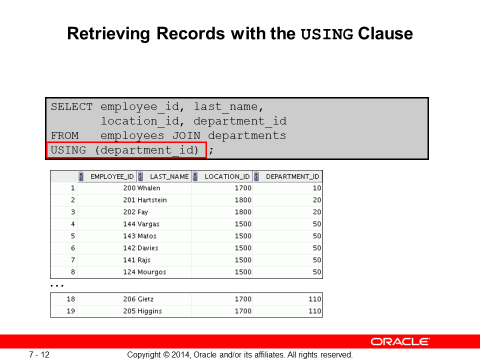 Retrieving Records with the USING Clause
SELECT employee_id, last_name,
location_id, department_id
FROM employees JOIN departments
USING (department_id) ;
EMPLOYEE_ID LAST_NAME LOCATION_ID DEPARTMENT_ID
1 200 Whalen 1700 10
2 201 Hartstein 1800 20
3 202 Fay 1800 20
4 144 Vargas 1500 50
5 143 Matos 1500 50
6 142 Davies 1500 50
7 141 Rajs 1500 50
8 124 Mourgos 1500 50
...
18 206 Gietz 1700 110
19 205 Higgins 1700 110
ORACLE
7 - 12 Copyright © 2014, Oracle and/or its affiliates. All rights reserved.